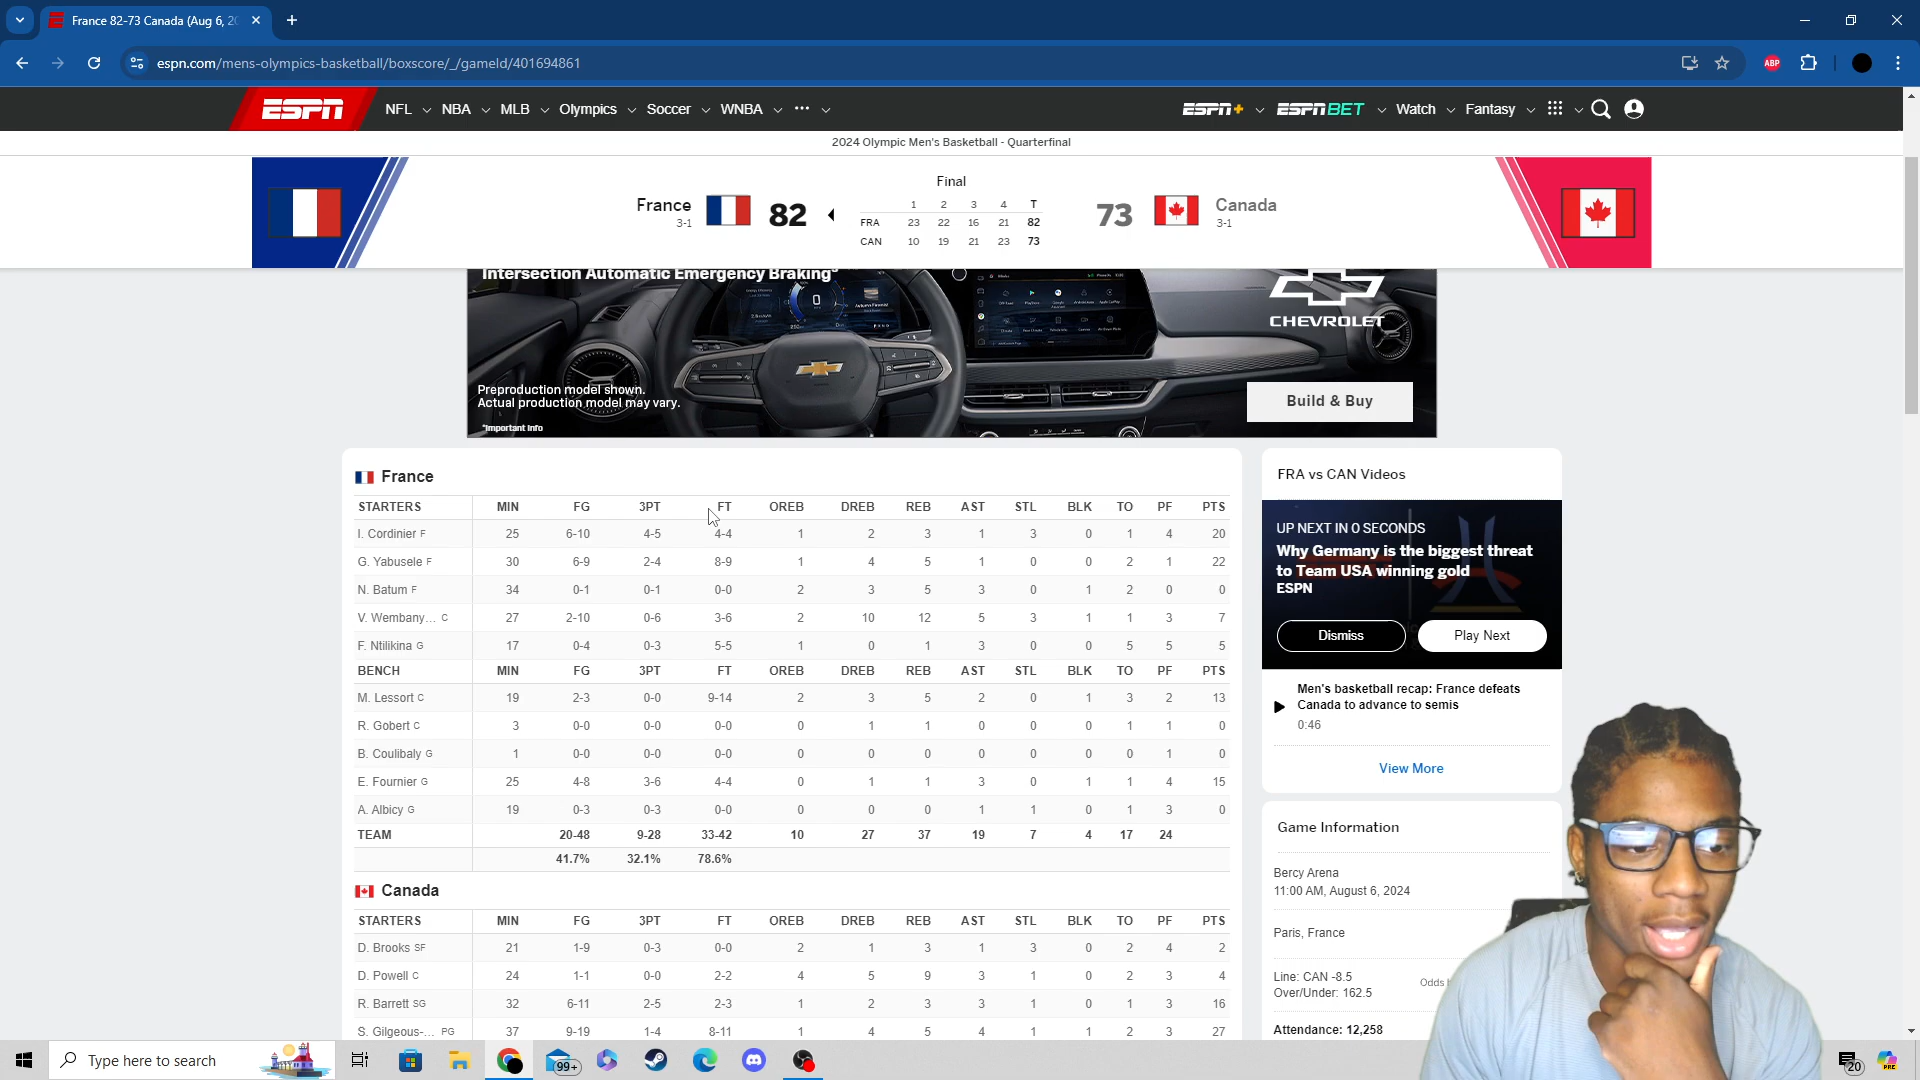 France 82-73 Canada (Aug 6, 20
espn.com/mens-olympics-basketball/boxscore/_/gameId/401694861
ABP
ESPN NFL NBA MLB Olympics Soccer WNBA ESPN+ ESPN BET Watch Fantasy
2024 Olympic Men's Basketball - Quarterfinal
Final
France 3-1 82
1 2 3 4 T
FRA 23 22 16 21 82
CAN 10 19 21 23 73
73 Canada 3-1
Intersection Automatic Emergency Braking
CHEVROLET
Preproduction model shown.
Actual production model may vary.
*Important Info
Build & Buy
France
STARTERS MIN FG 3PT FT OREB DREB REB AST STL BLK TO PF PTS
I. Cordinier F 25 6-10 4-5 4-4 1 2 3 1 3 0 1 4 20
G. Yabusele F 30 6-9 2-4 8-9 1 4 5 1 0 0 2 1 22
N. Batum F 34 0-1 0-1 0-0 2 3 5 3 0 1 2 0 0
V. Wembany... C 27 2-10 0-6 3-6 2 10 12 5 3 1 1 3 7
F. Ntilikina G 17 0-4 0-3 5-5 1 0 1 3 0 0 5 5 5
BENCH MIN FG 3PT FT OREB DREB REB AST STL BLK TO PF PTS
M. Lessort C 19 2-3 0-0 9-14 2 3 5 2 0 1 3 2 13
R. Gobert C 3 0-0 0-0 0-0 0 1 1 0 0 0 1 1 0
B. Coulibaly G 1 0-0 0-0 0-0 0 0 0 0 0 0 0 1 0
E. Fournier G 25 4-8 3-6 4-4 0 1 1 3 0 1 1 4 15
A. Albicy G 19 0-3 0-3 0-0 0 0 0 1 1 0 1 3 0
TEAM 20-48 9-28 33-42 10 27 37 19 7 4 17 24
41.7% 32.1% 78.6%
Canada
STARTERS MIN FG 3PT FT OREB DREB REB AST STL BLK TO PF PTS
D. Brooks SF 21 1-9 0-3 0-0 2 1 3 1 3 0 2 4 2
D. Powell C 24 1-1 0-0 2-2 4 5 9 3 1 0 2 3 4
R. Barrett SG 32 6-11 2-5 2-3 1 2 3 3 1 0 1 3 16
S. Gilgeous-... PG 37 9-19 1-4 8-11 1 4 5 4 1 1 2 3 27
FRA vs CAN Videos
UP NEXT IN 0 SECONDS
Why Germany is the biggest threat
to Team USA winning gold
ESPN
Dismiss Play Next
Men's basketball recap: France defeats
Canada to advance to semis
0:46
View More
Game Information
Bercy Arena
11:00 AM, August 6, 2024
Paris, France
Line: CAN -8.5
Over/Under: 162.5
Odds
Attendance: 12,258
Type here to search
99+
20
PRE